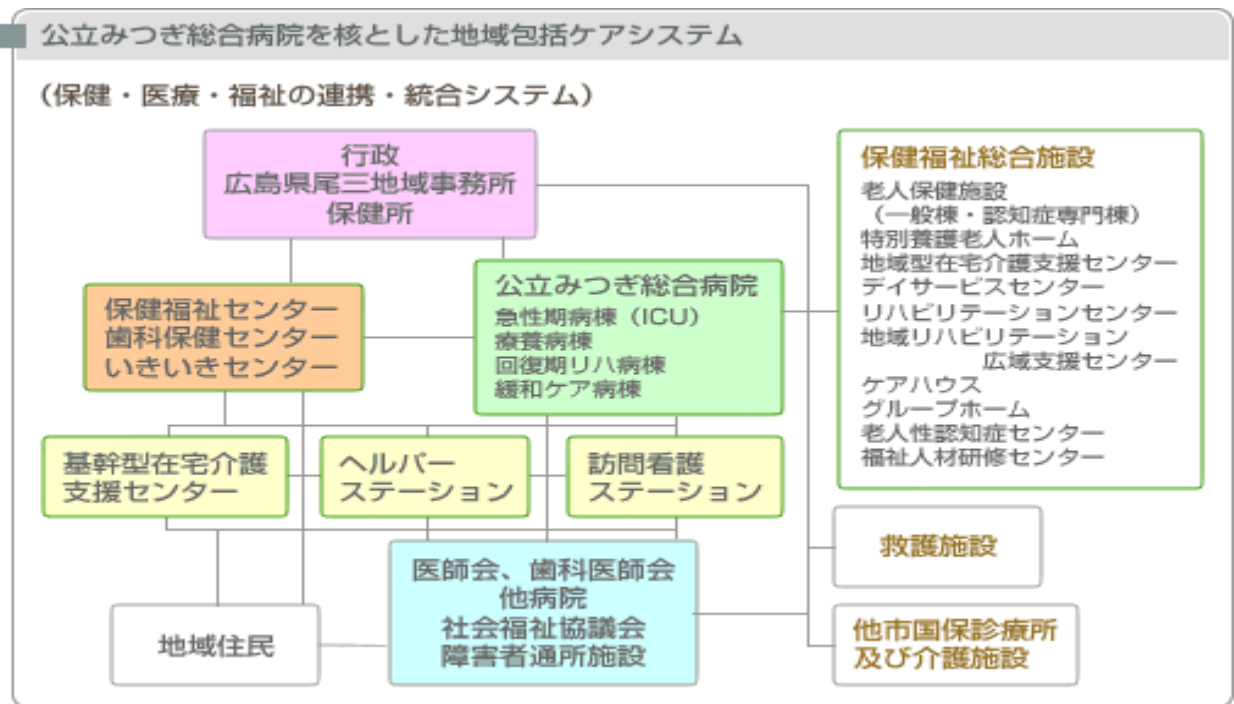 公立みつぎ総合病院を核とした地域包括ケアシステム
（保健・医療・福祉の連携・統合システム）
行政
広島県尾三地域事務所
保健所
保健福祉センター
歯科保健センター
いきいきセンター
公立みつぎ総合病院
急性期病棟（ICU）
療養病棟
回復期リハ病棟
緩和ケア病棟
保健福祉総合施設
老人保健施設
（一般棟・認知症専門棟）
特別養護老人ホーム
地域型在宅介護支援センター
デイサービスセンター
リハビリテーションセンター
地域リハビリテーション
広域支援センター
ケアハウス
グループホーム
老人性認知症センター
福祉人材研修センター
基幹型在宅介護
支援センター
ヘルパー
ステーション
訪問看護
ステーション
救護施設
医師会、歯科医師会
他病院
社会福祉協議会
障害者通所施設
地域住民
他市国保診療所
及び介護施設